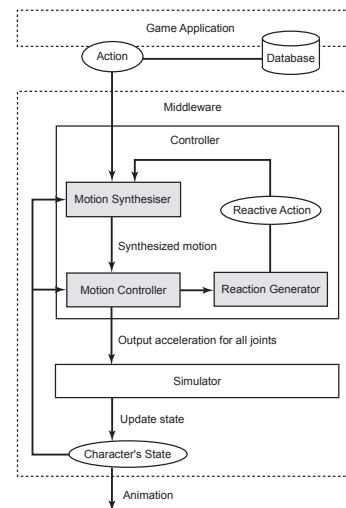 Game Application
Action
Database
Middleware
Controller
Motion Synthesiser
Reactive Action
Synthesized motion
Motion Controller
Reaction Generator
Output acceleration for all joints
Simulator
Update state
Character's State
Animation